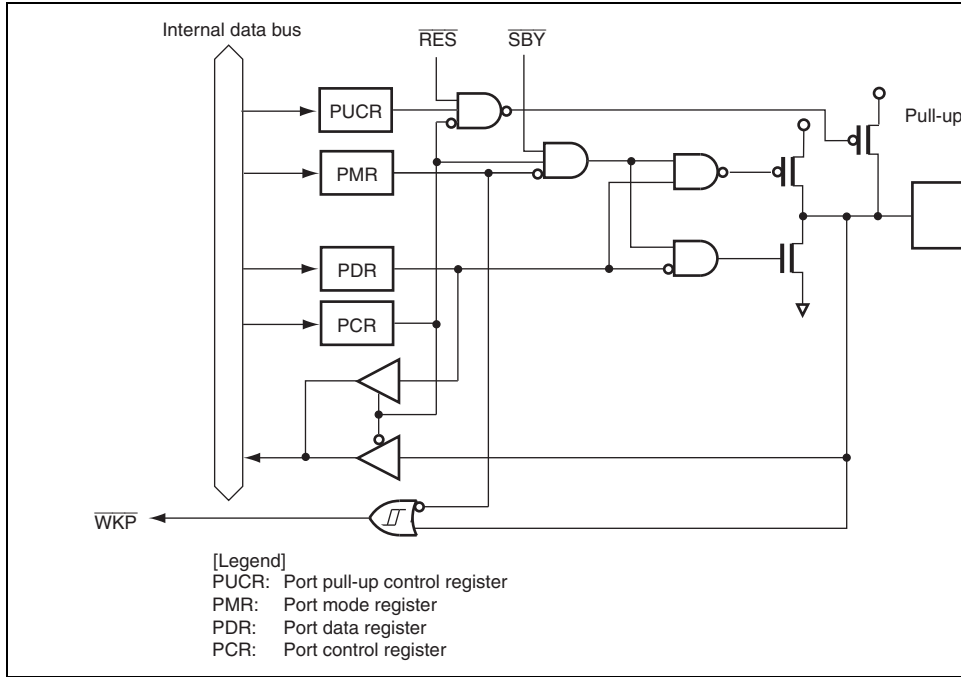 Internal data bus
RES
SBY
PUCR
Pull-up
PMR
PDR
PCR
WKP
[Legend]
PUCR: Port pull-up control register
PMR: Port mode register
PDR: Port data register
PCR: Port control register